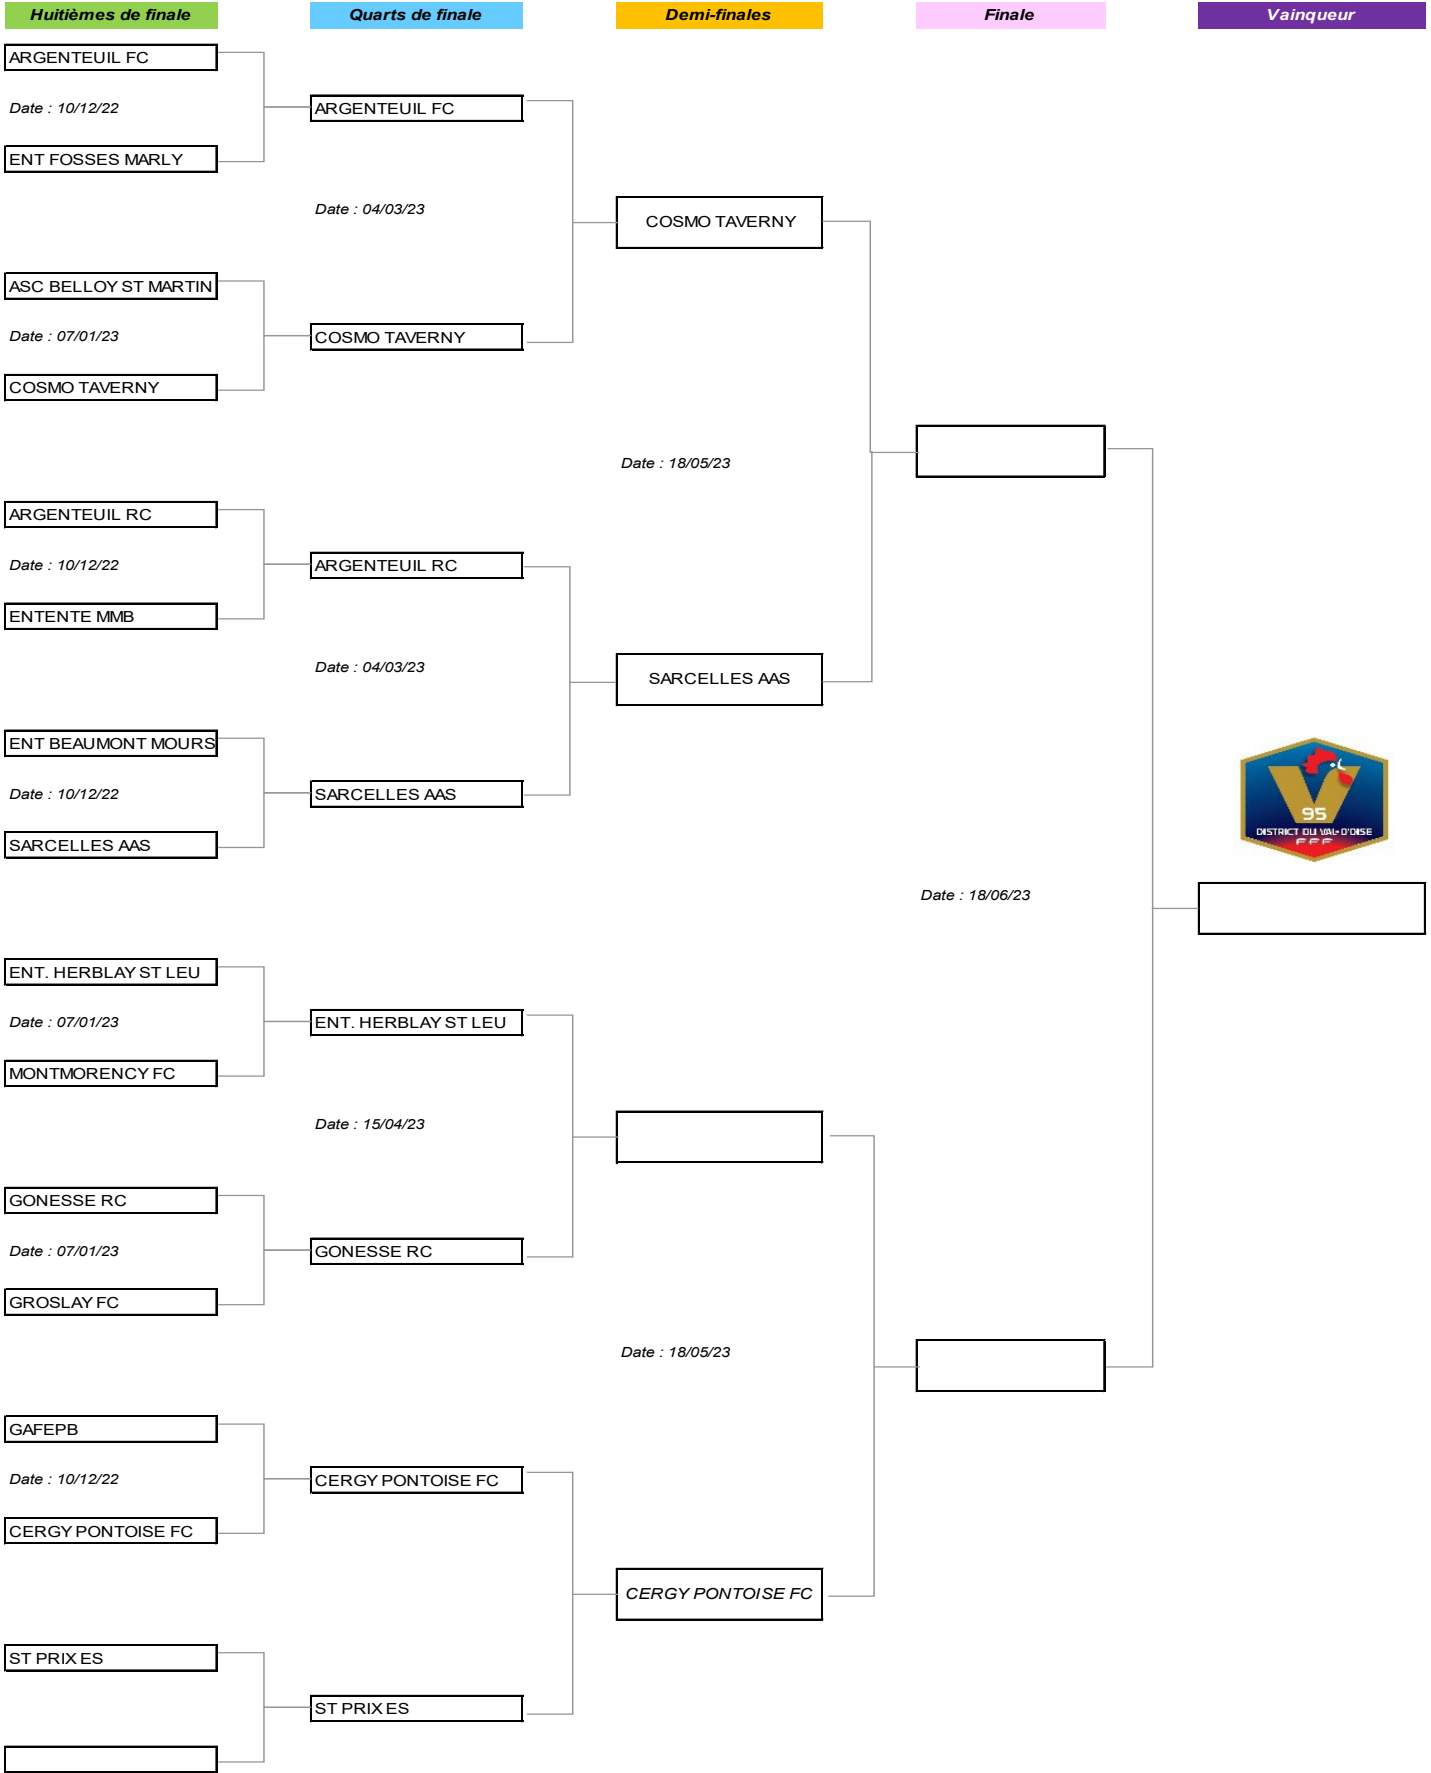 Huitièmes de finale
Quarts de finale
Demi-finales
Finale
Vainqueur
ARGENTEUIL FC
Date : 10/12/22
ARGENTEUIL FC
ENT FOSSES MARLY
Date : 04/03/23
COSMO TAVERNY
ASC BELLOY ST MARTIN
Date : 07/01/23
COSMO TAVERNY
COSMO TAVERNY
Date : 18/05/23
ARGENTEUIL RC
Date : 10/12/22
ARGENTEUIL RC
ENTENTE MMB
Date : 04/03/23
SARCELLES AAS
ENT BEAUMONT MOURS
Date : 10/12/22
SARCELLES AAS
SARCELLES AAS
95
DISTRICT DU VAL-D'OISE
FFF
Date : 18/06/23
ENT. HERBLAY ST LEU
Date : 07/01/23
ENT. HERBLAY ST LEU
MONTMORENCY FC
Date : 15/04/23
GONESSE RC
Date : 07/01/23
GONESSE RC
GROSLAY FC
Date : 18/05/23
GAFEPB
Date : 10/12/22
CERGY PONTOISE FC
CERGY PONTOISE FC
CERGY PONTOISE FC
ST PRIX ES
ST PRIX ES